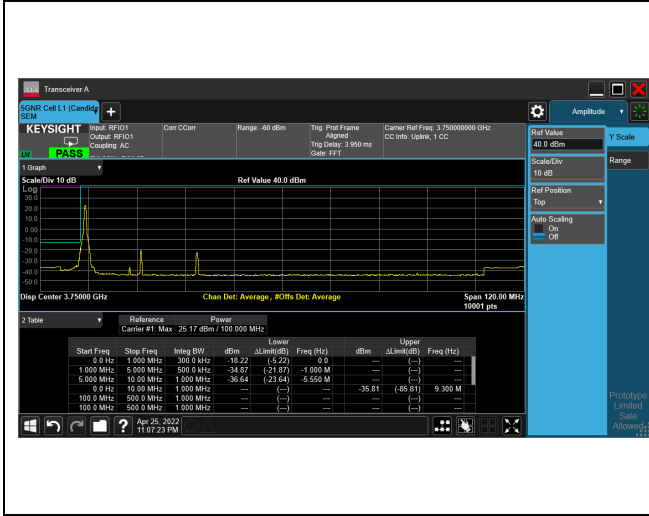 Transceiver A
5GNR Cell L1 (Candida
SEM
+
Amplitude
KEYSIGHT
Input: RFIO1
Output: RFIO1
Coupling: AC
Corr CCorr
Range: -60 dBm
Trig: Prot Frame
Aligned
Trig Delay: 3.950 ms
Gate: FFT
Carrier Ref Freq: 3.750000000 GHz
CC Info: Uplink, 1 CC
PASS
Ref Value
40.0 dBm
Y Scale
1 Graph
Scale/Div
10 dB
Range
Scale/Div 10 dB
Ref Value 40.0 dBm
Log
30.0
20.0
10.0
0.00
-10.0
-20.0
-30.0
-40.0
-50.0
Ref Position
Top
Auto Scaling
On
Off
Disp Center 3.75000 GHz
Chan Det: Average , #Offs Det: Average
Span 120.00 MHz
10001 pts
2 Table
Reference Power
Carrier #1: Max 25.17 dBm / 100.000 MHz
Lower Upper
Start Freq Stop Freq Integ BW dBm ΔLimit(dB) Freq (Hz) dBm ΔLimit(dB) Freq (Hz)
0.0 Hz 1.000 MHz 300.0 kHz -18.22 (-5.22) 0.0 --- (---) ---
1.000 MHz 5.000 MHz 500.0 kHz -34.87 (-21.87) -1.000 M --- (---) ---
5.000 MHz 10.00 MHz 1.000 MHz -36.64 (-23.64) -5.550 M --- (---) ---
0.0 Hz 10.00 MHz 1.000 MHz --- (---) --- -35.81 (-85.81) 9.300 M
100.0 MHz 500.0 MHz 1.000 MHz --- (---) --- --- (---) ---
100.0 MHz 500.0 MHz 1.000 MHz --- (---) --- --- (---) ---
Prototype
Limited
Sale
Allowed
?
Apr 25, 2022
11:07:23 PM